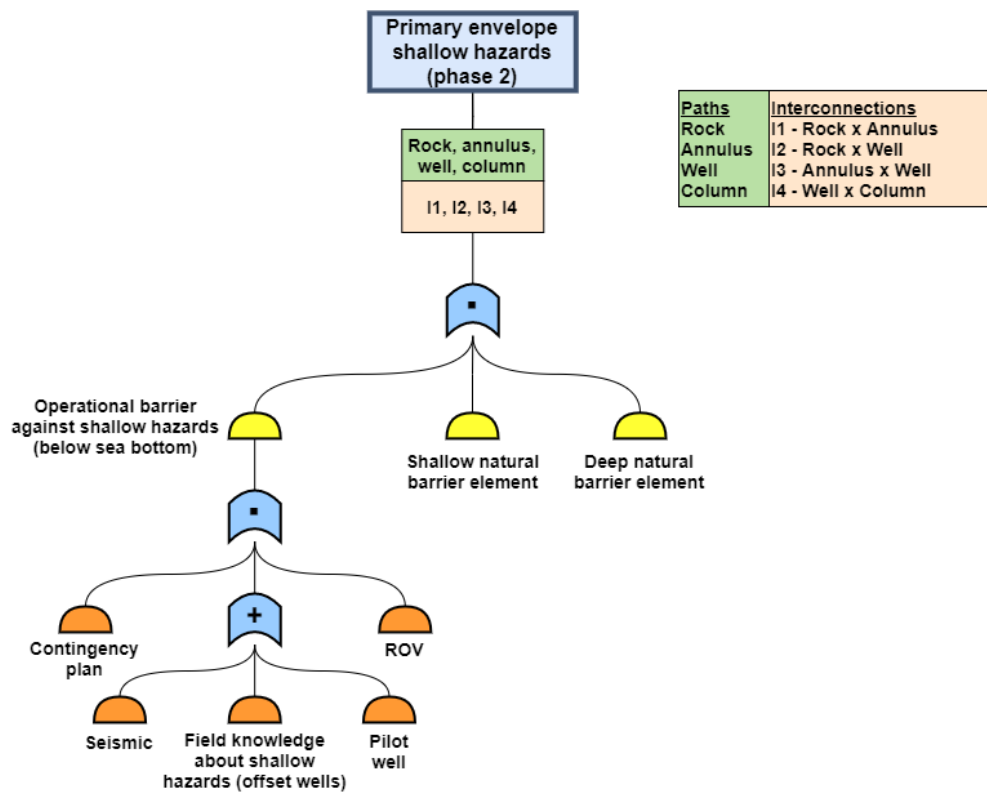 Primary envelope
shallow hazards
(phase 2)
Paths
Interconnections
Rock
I1 - Rock x Annulus
Annulus
I2 - Rock x Well
Well
I3 - Annulus x Well
Column
I4 - Well x Column
Rock, annulus,
well, column
I1, I2, I3, I4
Operational barrier
against shallow hazards
(below sea bottom)
Shallow natural
barrier element
Deep natural
barrier element
+
Contingency
plan
ROV
Seismic
Field knowledge
about shallow
hazards (offset wells)
Pilot
well